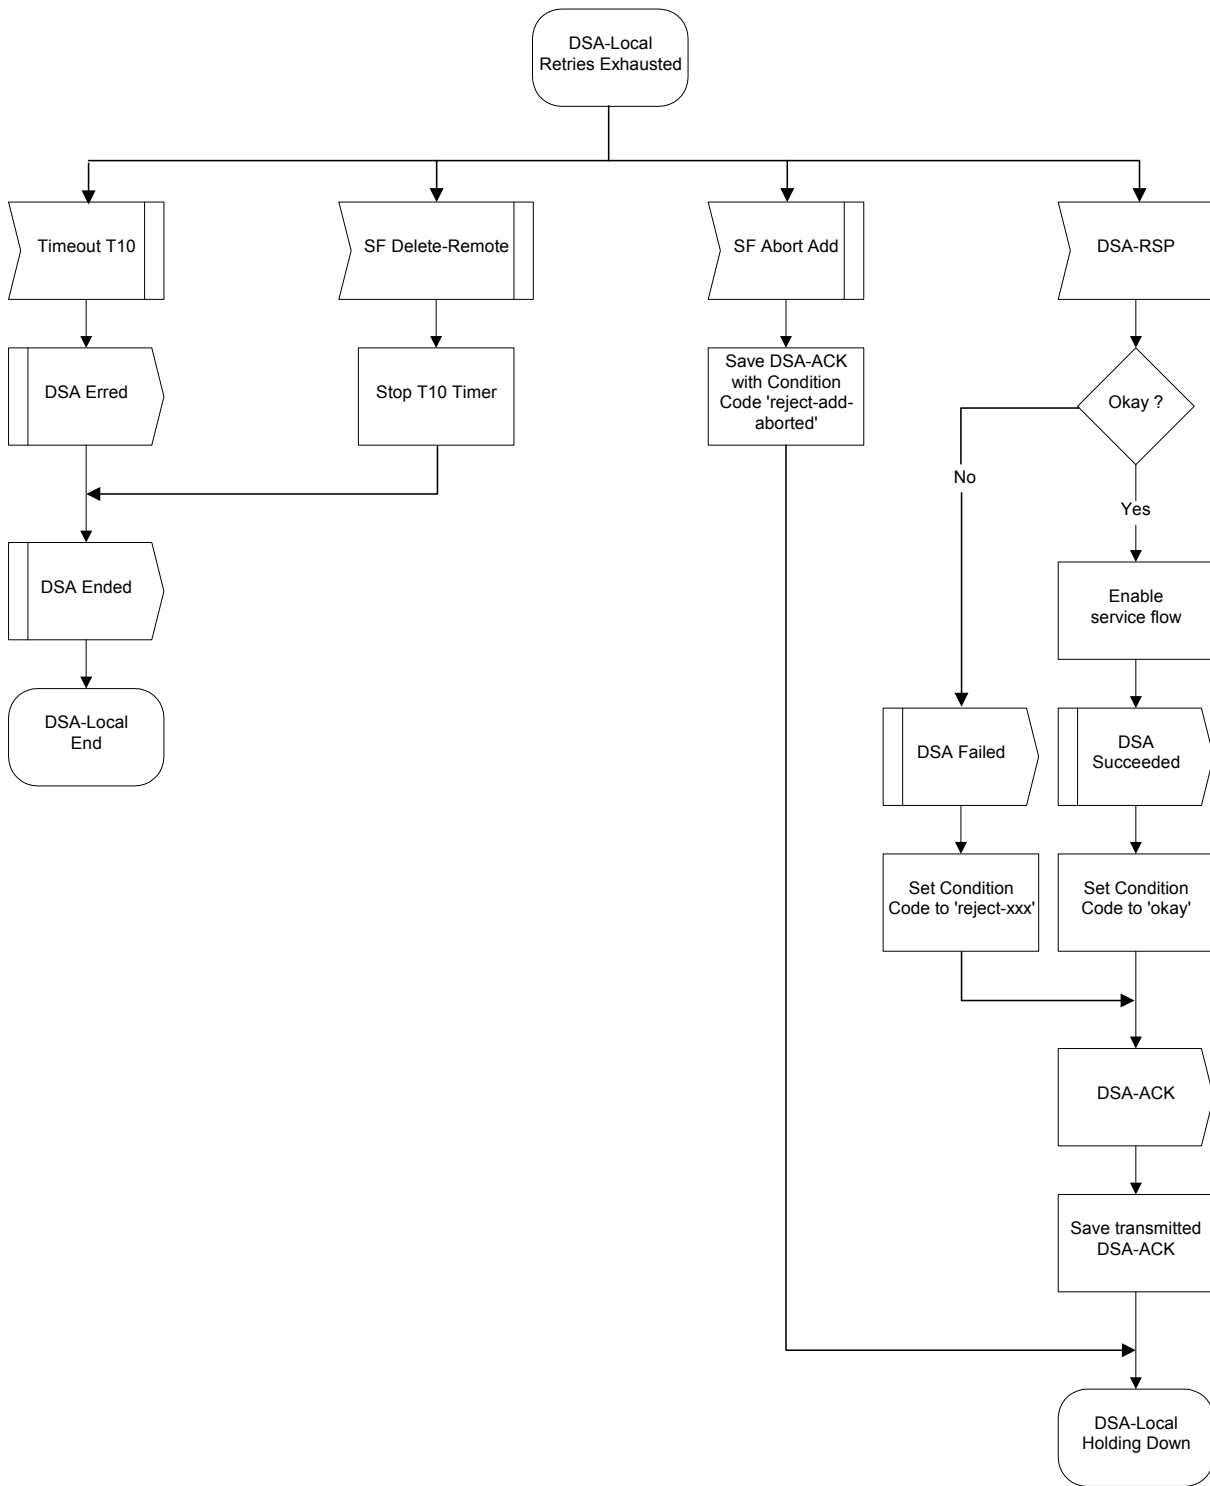 DSA-Local
Retries Exhausted
Timeout T10
SF Delete-Remote
SF Abort Add
DSA-RSP
DSA Erred
Stop T10 Timer
Save DSA-ACK
with Condition
Code 'reject-add-
aborted'
Okay ?
No
Yes
DSA Ended
Enable
service flow
DSA-Local
End
DSA Failed
DSA
Succeeded
Set Condition
Code to 'reject-xxx'
Set Condition
Code to 'okay'
DSA-ACK
Save transmitted
DSA-ACK
DSA-Local
Holding Down